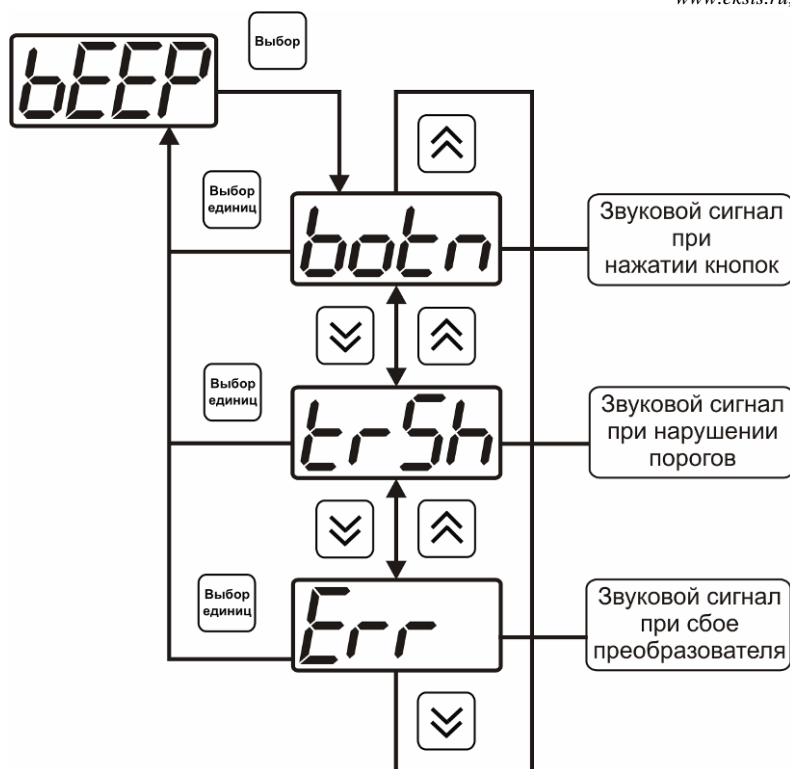 www.eksis.ru,
Выбор
bEEP
Выбор
единиц
botn
Звуковой сигнал
при
нажатии кнопок
Выбор
единиц
trSh
Звуковой сигнал
при нарушении
порогов
Выбор
единиц
Err
Звуковой сигнал
при сбое
преобразователя